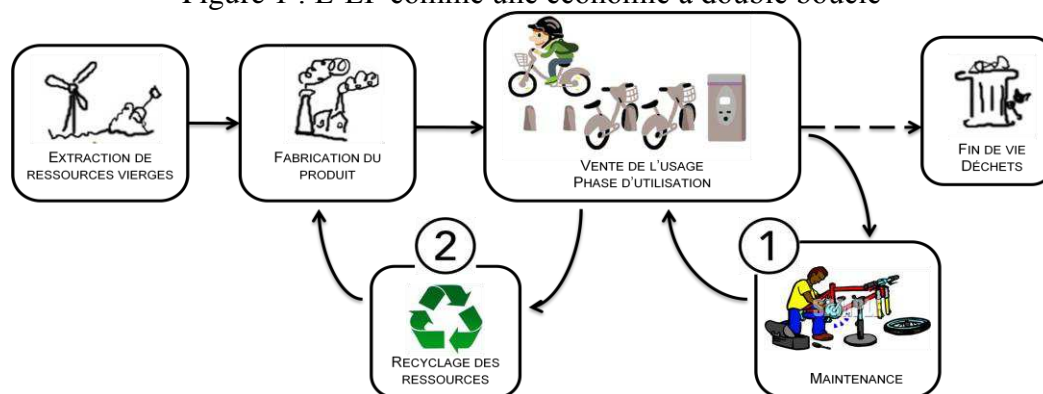 Figure 1 : L'EF comme une économie à double boucle
EXTRACTION DE
RESSOURCES VIERGES
FABRICATION DU
PRODUIT
VENTE DE L'USAGE
PHASE D'UTILISATION
FIN DE VIE
DÉCHETS
2
1
RECYCLAGE DES
RESSOURCES
MAINTENANCE